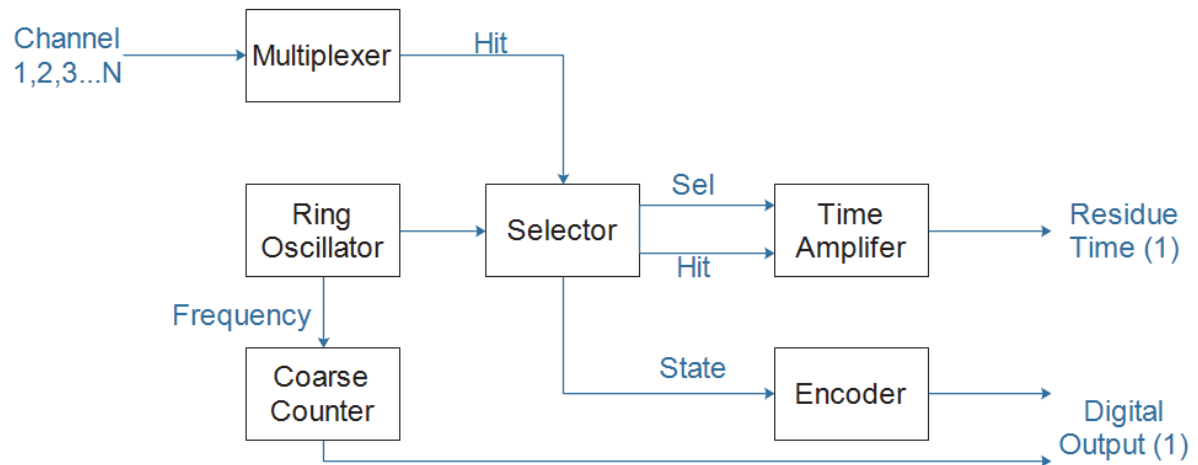 Channel
1,2,3...N
Multiplexer
Hit
Ring
Oscillator
Selector
Sel
Hit
Time
Amplifer
Residue
Time (1)
Frequency
Coarse
Counter
State
Encoder
Digital
Output (1)